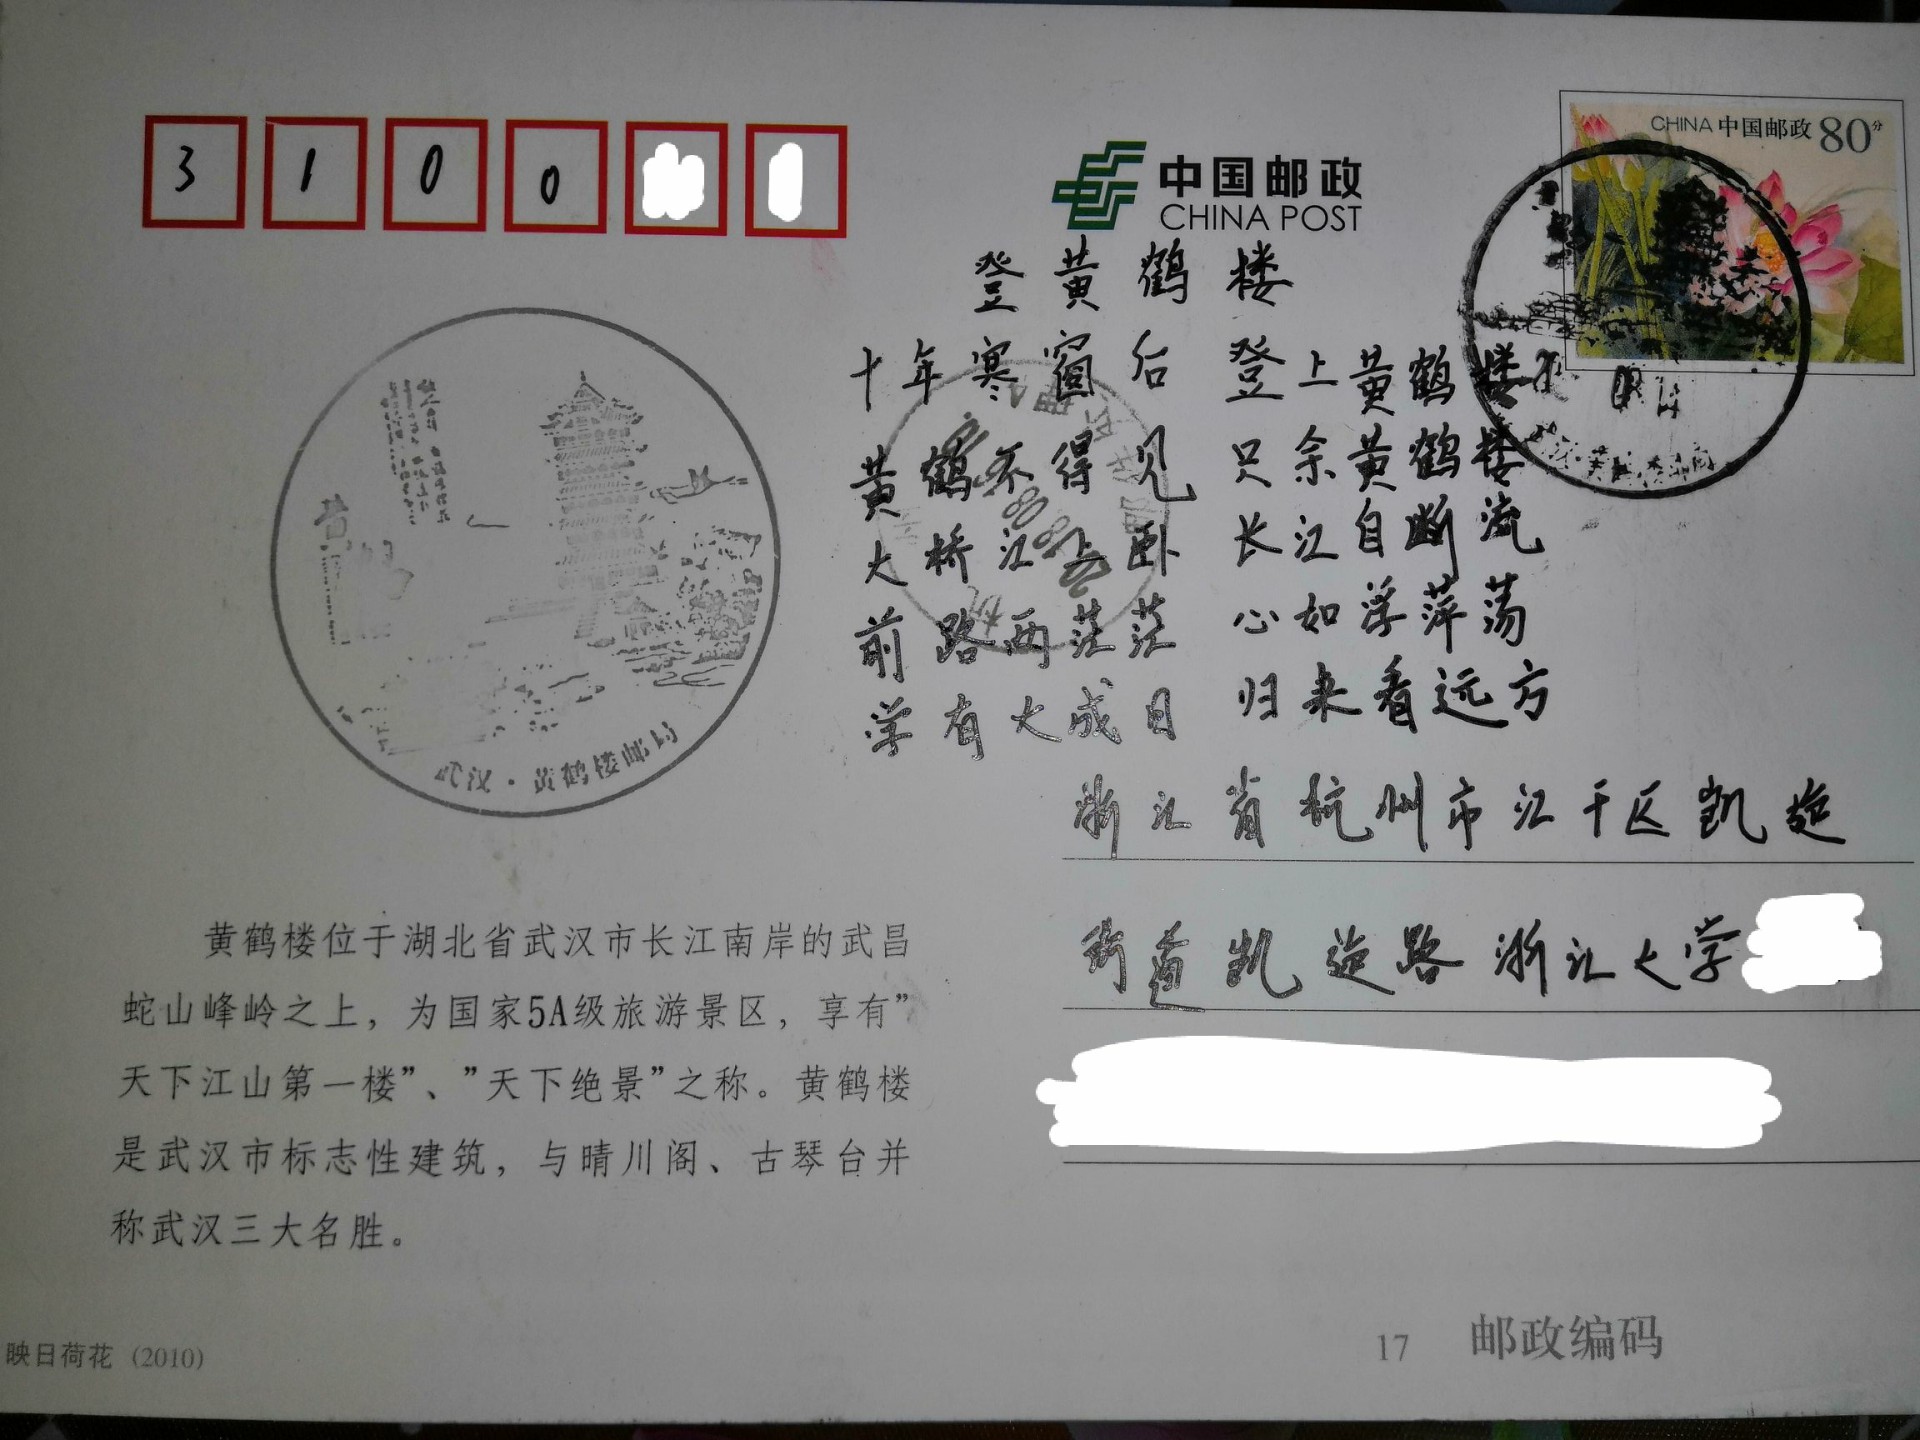 3 1 0 0
中国邮政
CHINA POST
CHINA 中国邮政 80分
登黄鹤楼
十年寒窗后 登上黄鹤楼
黄鹤不得见 只余黄鹤楼
大桥江上卧 长江自断流
前路两茫茫 心如浮萍荡
学有大成日 归来看远方
浙江省杭州市江干区凯旋
街道凯旋路浙江大学
武汉·黄鹤楼邮局
黄鹤楼位于湖北省武汉市长江南岸的武昌
蛇山峰岭之上，为国家5A级旅游景区，享有”
天下江山第一楼”、”天下绝景”之称。黄鹤楼
是武汉市标志性建筑，与晴川阁、古琴台并
称武汉三大名胜。
映日荷花 (2010)
17 邮政编码